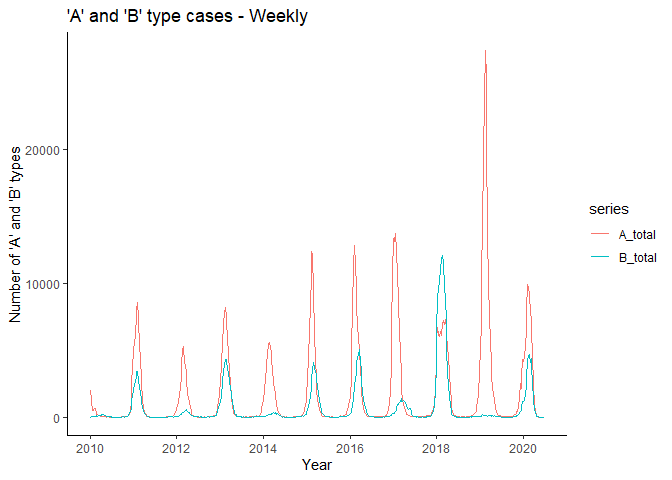 'A' and 'B' type cases - Weekly
Number of 'A' and 'B' types
20000
10000
0
2010 2012 2014 2016 2018 2020
Year
series
A_total
B_total